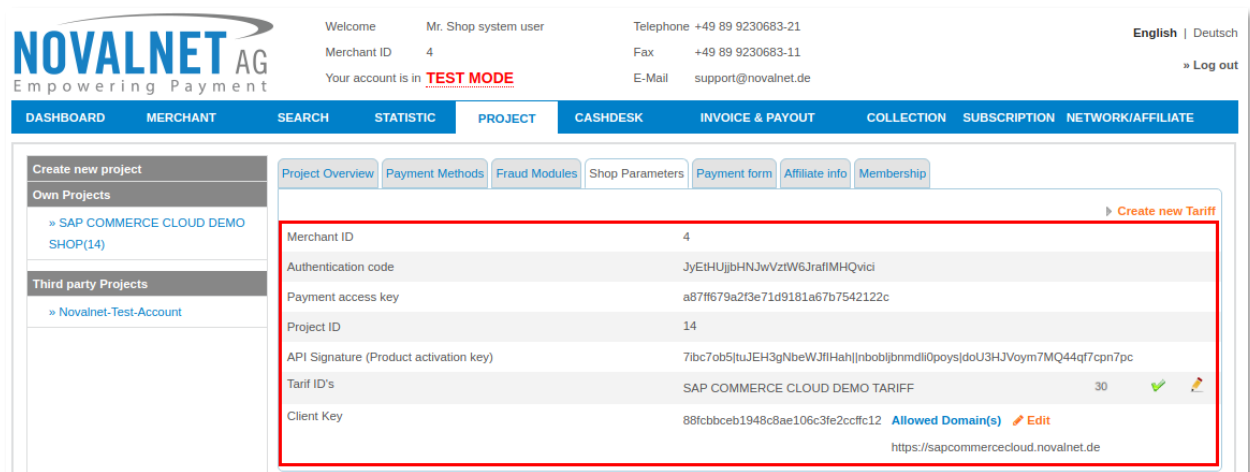 NOVALNET AG
Empowering Payment
Welcome Mr. Shop system user
Merchant ID 4
Your account is in TEST MODE
Telephone +49 89 9230683-21
Fax +49 89 9230683-11
E-Mail support@novalnet.de
English | Deutsch
» Log out
DASHBOARD MERCHANT SEARCH STATISTIC PROJECT CASHDESK INVOICE & PAYOUT COLLECTION SUBSCRIPTION NETWORK/AFFILIATE
Create new project
Own Projects
» SAP COMMERCE CLOUD DEMO
SHOP(14)
Third party Projects
» Novalnet-Test-Account
Project Overview Payment Methods Fraud Modules Shop Parameters Payment form Affiliate info Membership
Create new Tariff
Merchant ID 4
Authentication code JyEtHUjjbHNJwVztW6JrafIMHQvici
Payment access key a87ff679a2f3e71d9181a67b7542122c
Project ID 14
API Signature (Product activation key) 7ibc7ob5|tuJEH3gNbeWJfIHah||nbobljbnmdli0poys|doU3HJVoym7MQ44qf7cpn7pc
Tarif ID's SAP COMMERCE CLOUD DEMO TARIFF 30
Client Key 88fcbbceb1948c8ae106c3fe2ccffc12 Allowed Domain(s) Edit
https://sapcommercecloud.novalnet.de